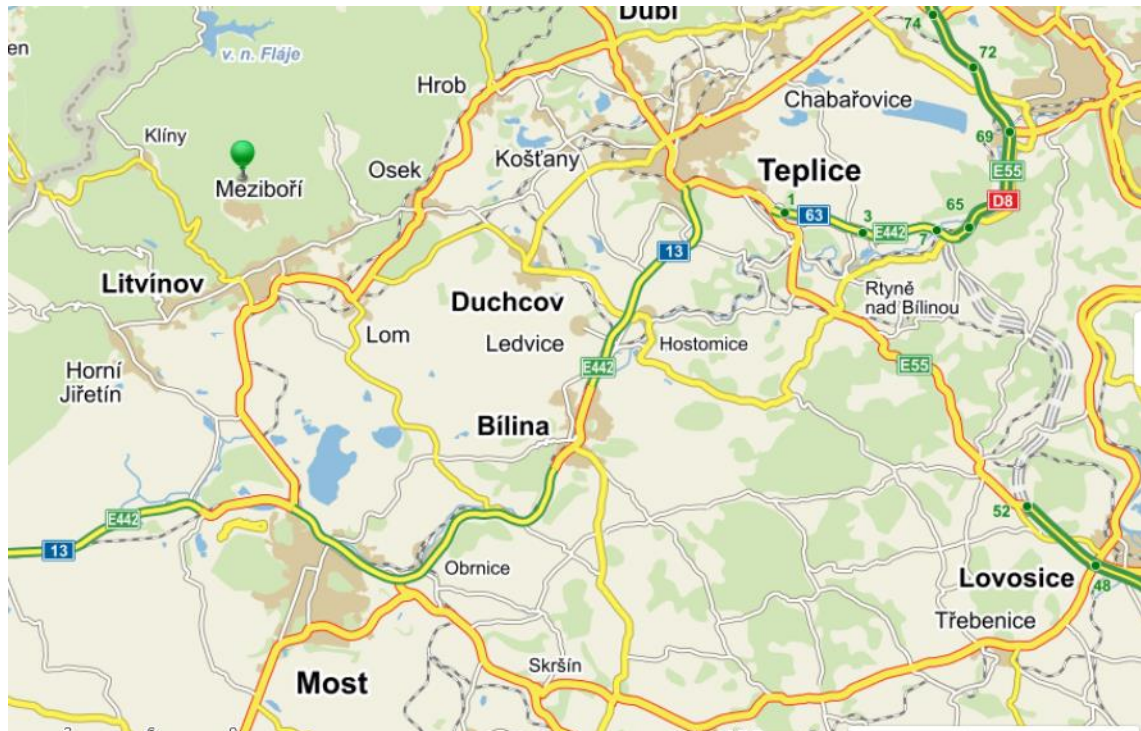 Dubí
74
en
v. n. Fláje
72
Hrob
Chabařovice
Klíny
69
Košťany
Osek
Teplice
E55
Meziboří
D8
1
63
3
E442
7
65
13
Litvínov
Rtyně
nad Bílinou
Duchcov
Lom
Ledvice
Hostomice
Horní
Jiřetín
E442
E55
Bílina
52
E442
13
Obrnice
Lovosice
48
Třebenice
Skršín
Most